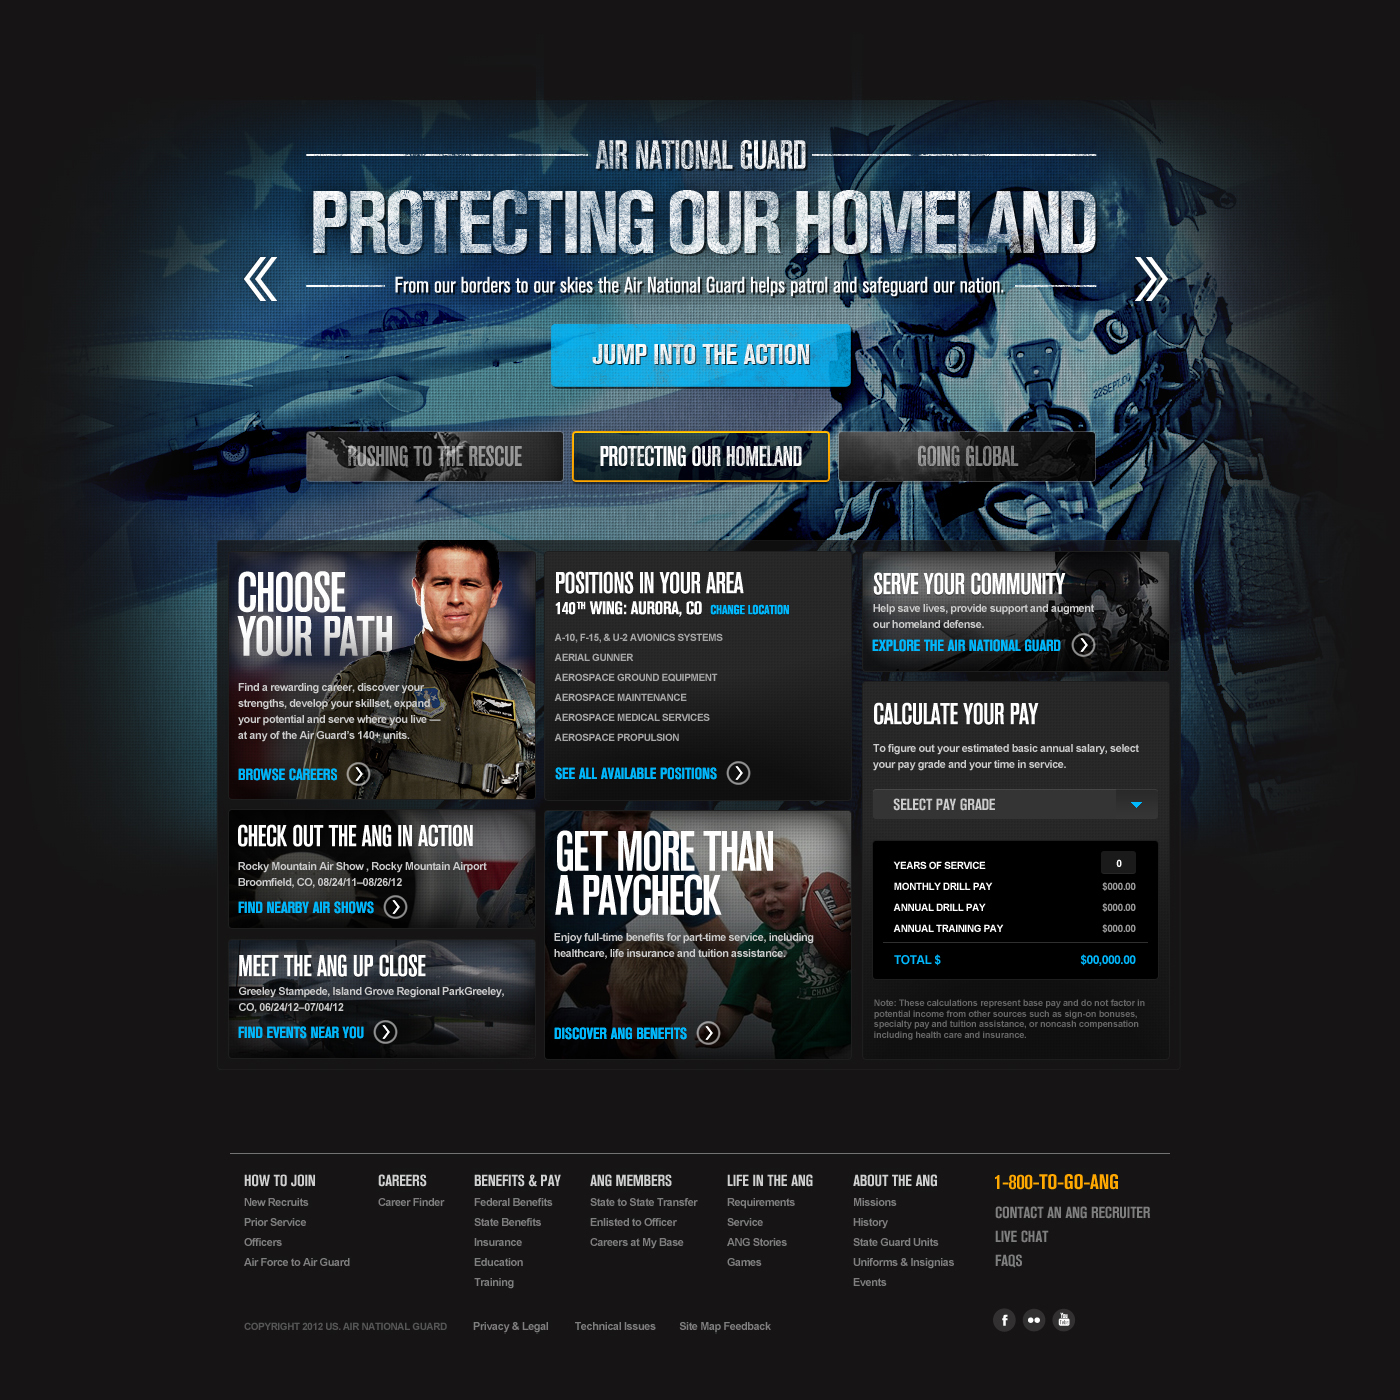 AIR NATIONAL GUARD
PROTECTING OUR HOMELAND
From our borders to our skies the Air National Guard helps patrol and safeguard our nation.
JUMP INTO THE ACTION
RUSHING TO THE RESCUE
PROTECTING OUR HOMELAND
GOING GLOBAL
CHOOSE
YOUR PATH
Find a rewarding career, discover your
strengths, develop your skillset, expand
your potential and serve where you live —
at any of the Air Guard's 140+ units.
BROWSE CAREERS
POSITIONS IN YOUR AREA
140TH WING: AURORA, CO CHANGE LOCATION
A-10, F-15, & U-2 AVIONICS SYSTEMS
AERIAL GUNNER
AEROSPACE GROUND EQUIPMENT
AEROSPACE MAINTENANCE
AEROSPACE MEDICAL SERVICES
AEROSPACE PROPULSION
SEE ALL AVAILABLE POSITIONS
SERVE YOUR COMMUNITY
Help save lives, provide support and augment
our homeland defense.
EXPLORE THE AIR NATIONAL GUARD
CALCULATE YOUR PAY
To figure out your estimated basic annual salary, select
your pay grade and your time in service.
SELECT PAY GRADE
YEARS OF SERVICE 0
MONTHLY DRILL PAY $000.00
ANNUAL DRILL PAY $000.00
ANNUAL TRAINING PAY $000.00
TOTAL $ $00,000.00
Note: These calculations represent base pay and do not factor in
potential income from other sources such as sign-on bonuses,
specialty pay and tuition assistance, or noncash compensation
including health care and insurance.
CHECK OUT THE ANG IN ACTION
Rocky Mountain Air Show , Rocky Mountain Airport
Broomfield, CO, 08/24/11–08/26/12
FIND NEARBY AIR SHOWS
MEET THE ANG UP CLOSE
Greeley Stampede, Island Grove Regional ParkGreeley,
CO, 06/24/12–07/04/12
FIND EVENTS NEAR YOU
GET MORE THAN
A PAYCHECK
Enjoy full-time benefits for part-time service, including
healthcare, life insurance and tuition assistance.
DISCOVER ANG BENEFITS
HOW TO JOIN
New Recruits
Prior Service
Officers
Air Force to Air Guard
CAREERS
Career Finder
BENEFITS & PAY
Federal Benefits
State Benefits
Insurance
Education
Training
ANG MEMBERS
State to State Transfer
Enlisted to Officer
Careers at My Base
LIFE IN THE ANG
Requirements
Service
ANG Stories
Games
ABOUT THE ANG
Missions
History
State Guard Units
Uniforms & Insignias
Events
1-800-TO-GO-ANG
CONTACT AN ANG RECRUITER
LIVE CHAT
FAQS
COPYRIGHT 2012 US. AIR NATIONAL GUARD
Privacy & Legal
Technical Issues
Site Map Feedback